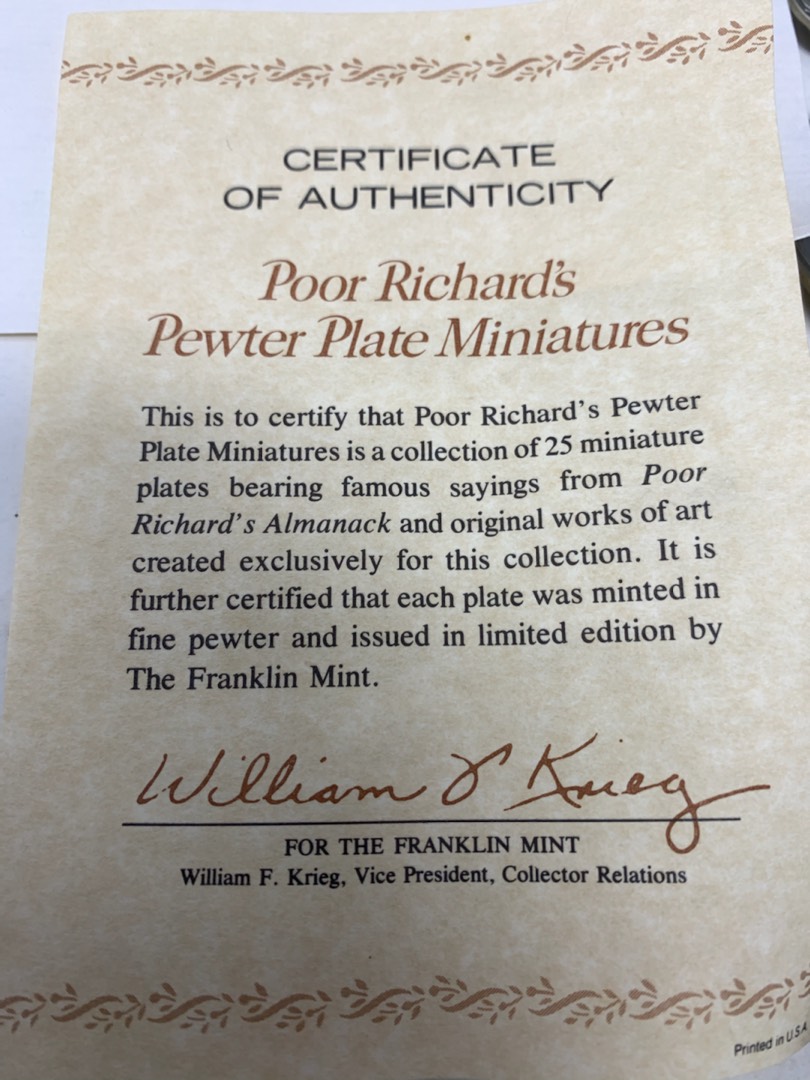 CERTIFICATE
OF AUTHENTICITY
Poor Richard's
Pewter Plate Miniatures
This is to certify that Poor Richard's Pewter
Plate Miniatures is a collection of 25 miniature
plates bearing famous sayings from Poor
Richard's Almanack and original works of art
created exclusively for this collection. It is
further certified that each plate was minted in
fine pewter and issued in limited edition by
The Franklin Mint.
William F Krieg
FOR THE FRANKLIN MINT
William F. Krieg, Vice President, Collector Relations
Printed in U.S.A.